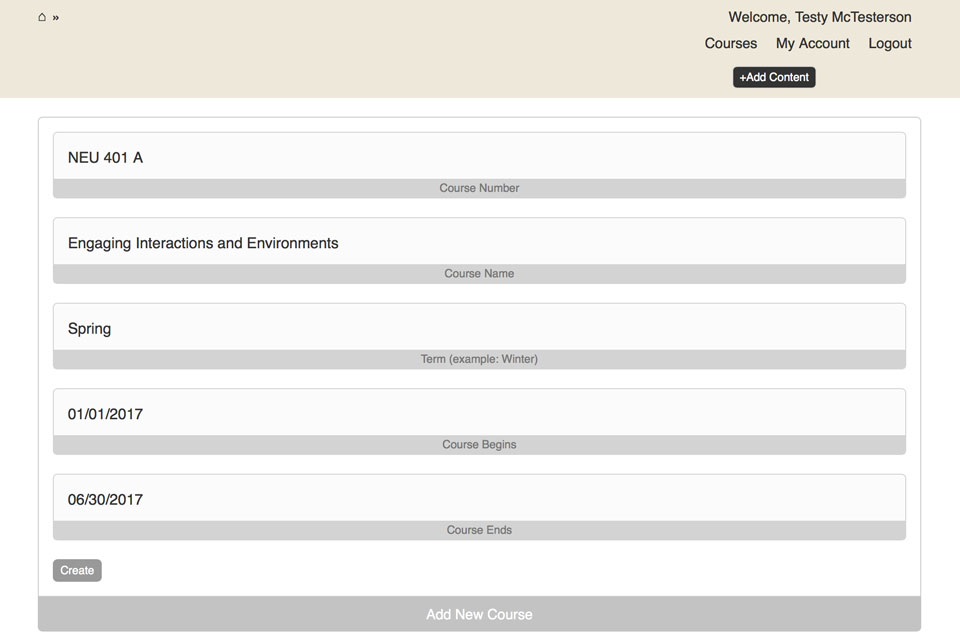 ⌂ »
Welcome, Testy McTesterson
Courses My Account Logout
+Add Content
NEU 401 A
Course Number
Engaging Interactions and Environments
Course Name
Spring
Term (example: Winter)
01/01/2017
Course Begins
06/30/2017
Course Ends
Create
Add New Course